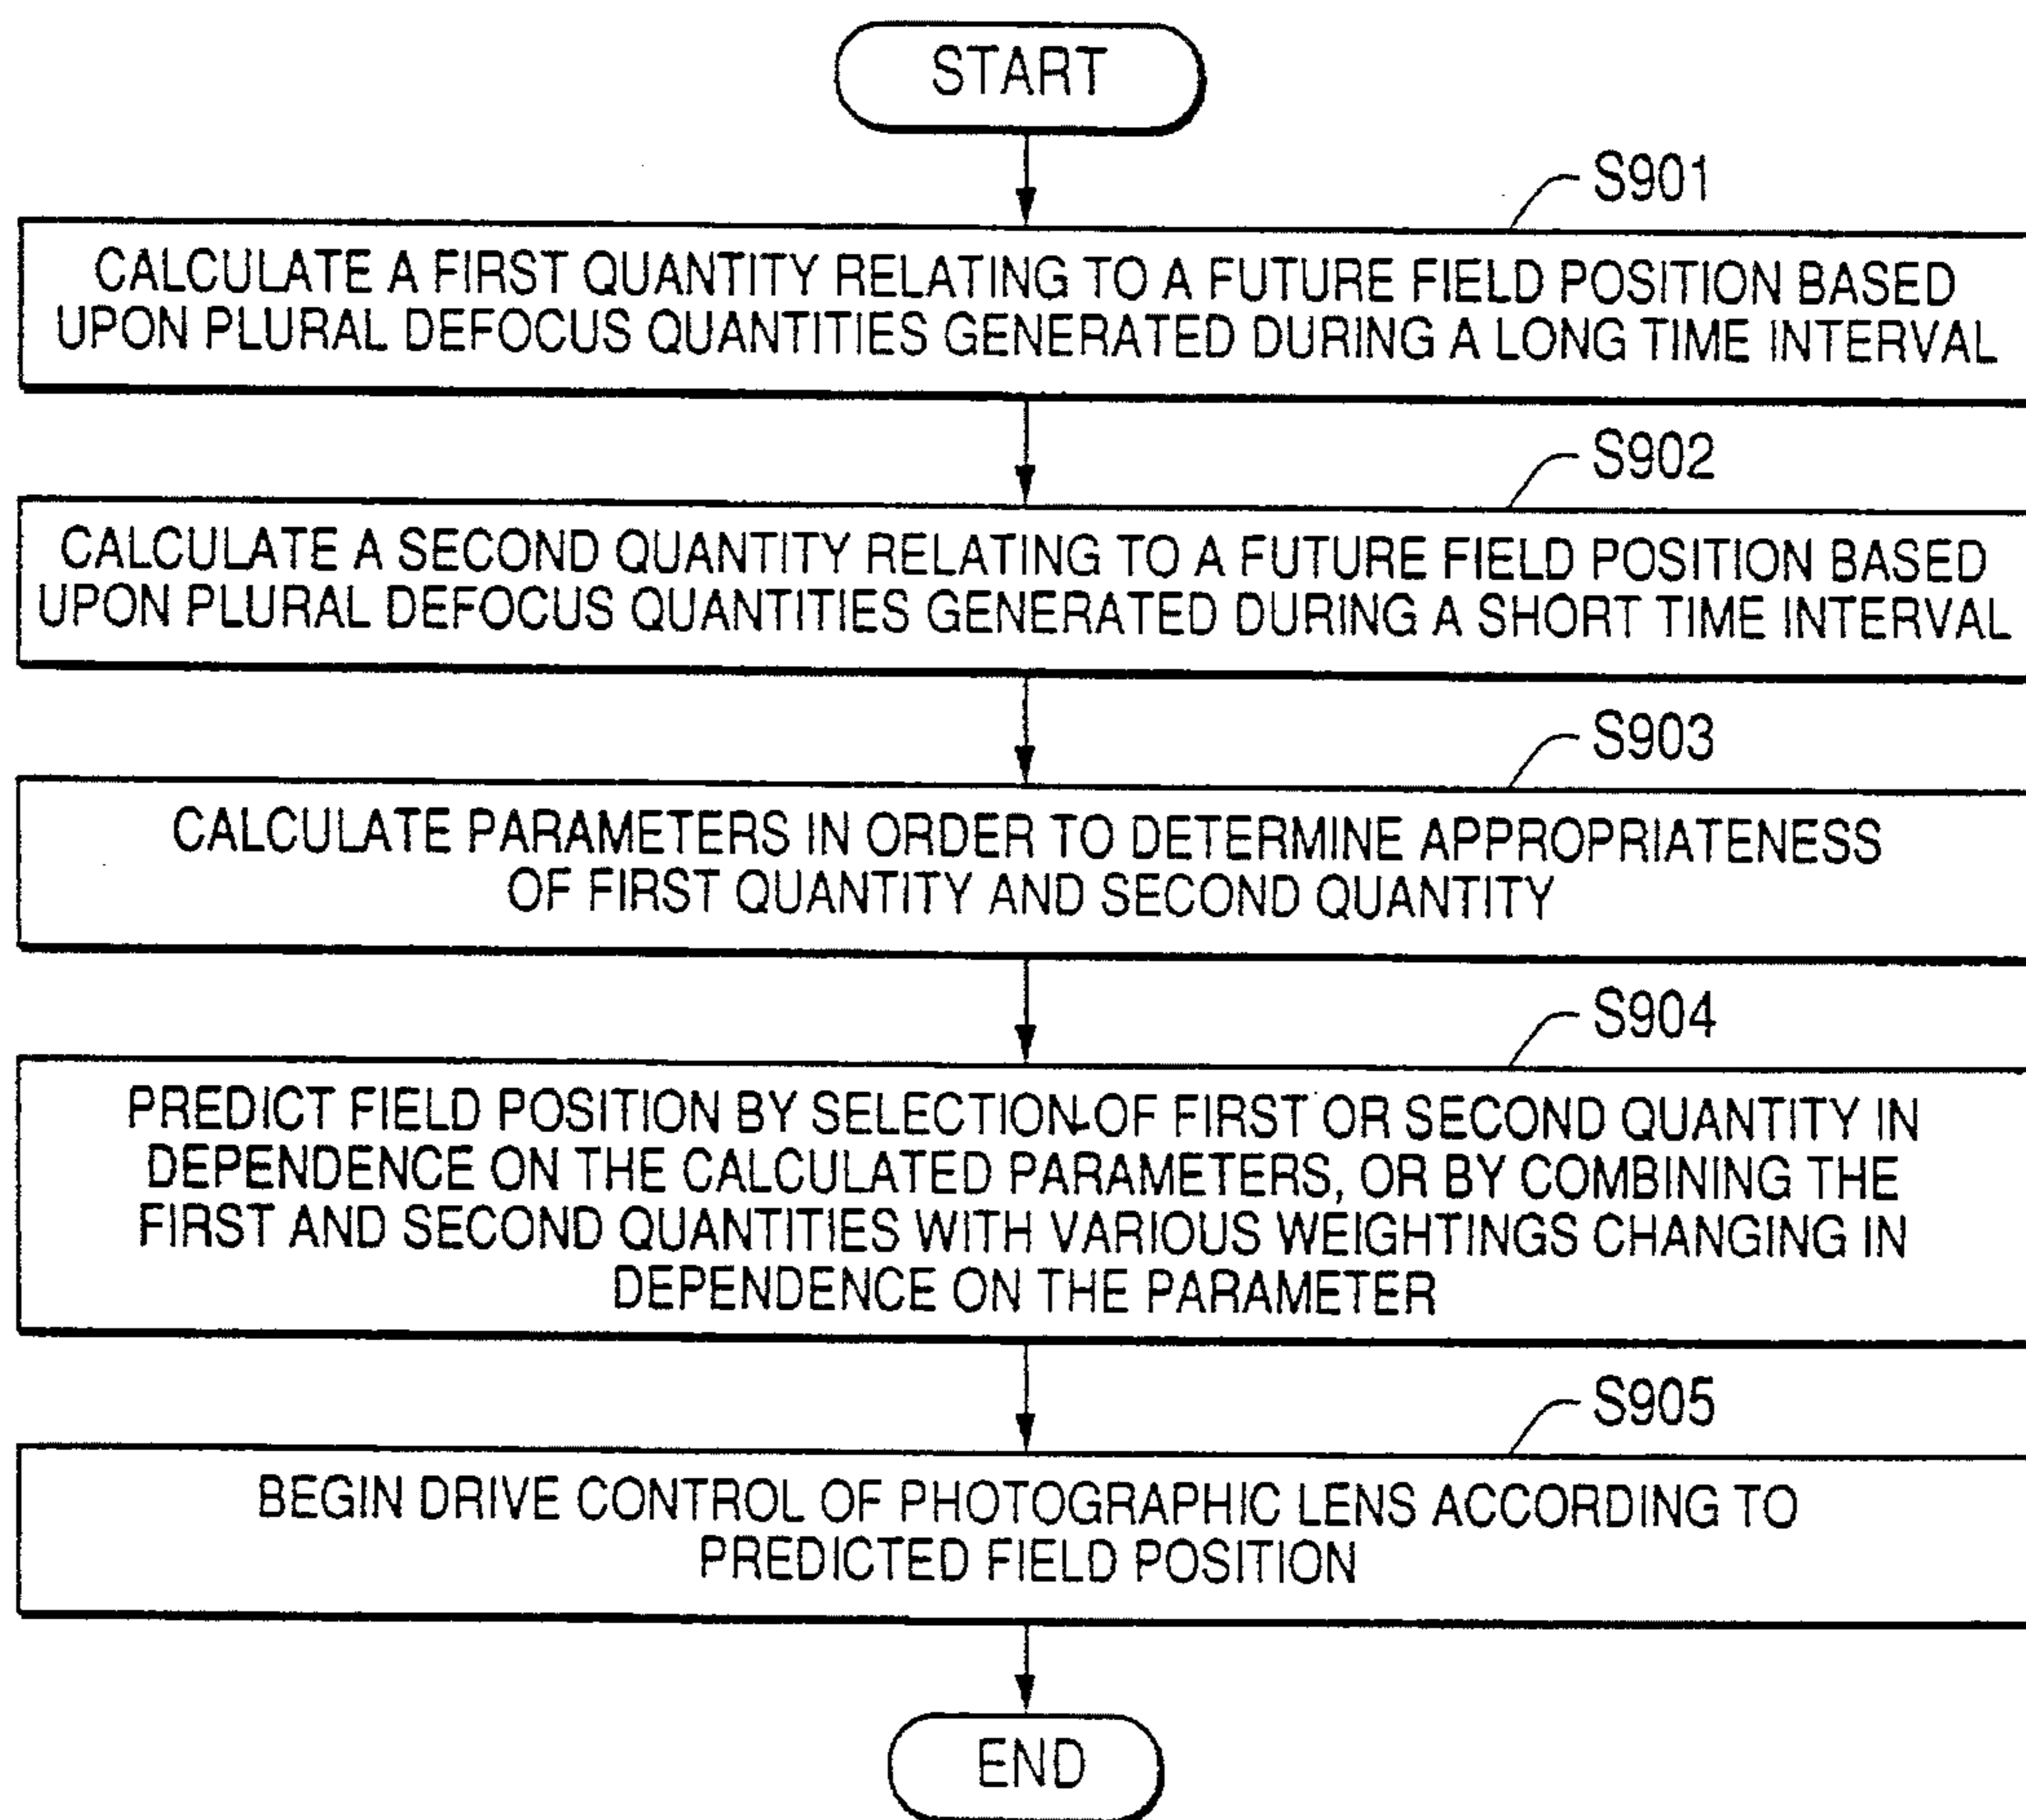 START
S901
CALCULATE A FIRST QUANTITY RELATING TO A FUTURE FIELD POSITION BASED
UPON PLURAL DEFOCUS QUANTITIES GENERATED DURING A LONG TIME INTERVAL
S902
CALCULATE A SECOND QUANTITY RELATING TO A FUTURE FIELD POSITION BASED
UPON PLURAL DEFOCUS QUANTITIES GENERATED DURING A SHORT TIME INTERVAL
S903
CALCULATE PARAMETERS IN ORDER TO DETERMINE APPROPRIATENESS
OF FIRST QUANTITY AND SECOND QUANTITY
S904
PREDICT FIELD POSITION BY SELECTION OF FIRST OR SECOND QUANTITY IN
DEPENDENCE ON THE CALCULATED PARAMETERS, OR BY COMBINING THE
FIRST AND SECOND QUANTITIES WITH VARIOUS WEIGHTINGS CHANGING IN
DEPENDENCE ON THE PARAMETER
S905
BEGIN DRIVE CONTROL OF PHOTOGRAPHIC LENS ACCORDING TO
PREDICTED FIELD POSITION
END